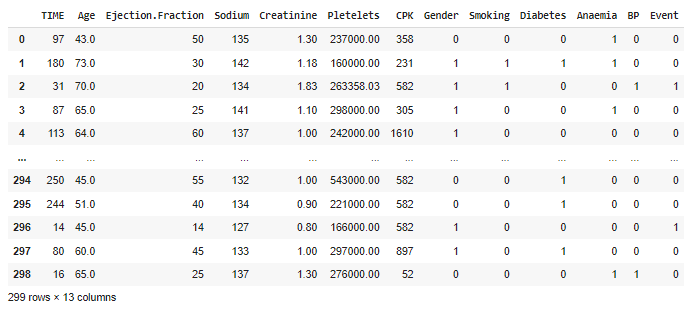 TIME Age Ejection.Fraction Sodium Creatinine Pletelets CPK Gender Smoking Diabetes Anaemia BP Event
0 97 43.0 50 135 1.30 237000.00 358 0 0 0 1 0 0
1 180 73.0 30 142 1.18 160000.00 231 1 1 1 1 0 0
2 31 70.0 20 134 1.83 263358.03 582 1 1 0 0 1 1
3 87 65.0 25 141 1.10 298000.00 305 1 0 0 1 0 0
4 113 64.0 60 137 1.00 242000.00 1610 1 0 0 0 0 0
... ... ... ... ... ... ... ... ... ... ... ... ... ...
294 250 45.0 55 132 1.00 543000.00 582 0 0 1 0 0 0
295 244 51.0 40 134 0.90 221000.00 582 0 0 1 0 0 0
296 14 45.0 14 127 0.80 166000.00 582 1 0 0 0 0 1
297 80 60.0 45 133 1.00 297000.00 897 1 0 1 0 0 0
298 16 65.0 25 137 1.30 276000.00 52 0 0 0 1 1 0
299 rows × 13 columns